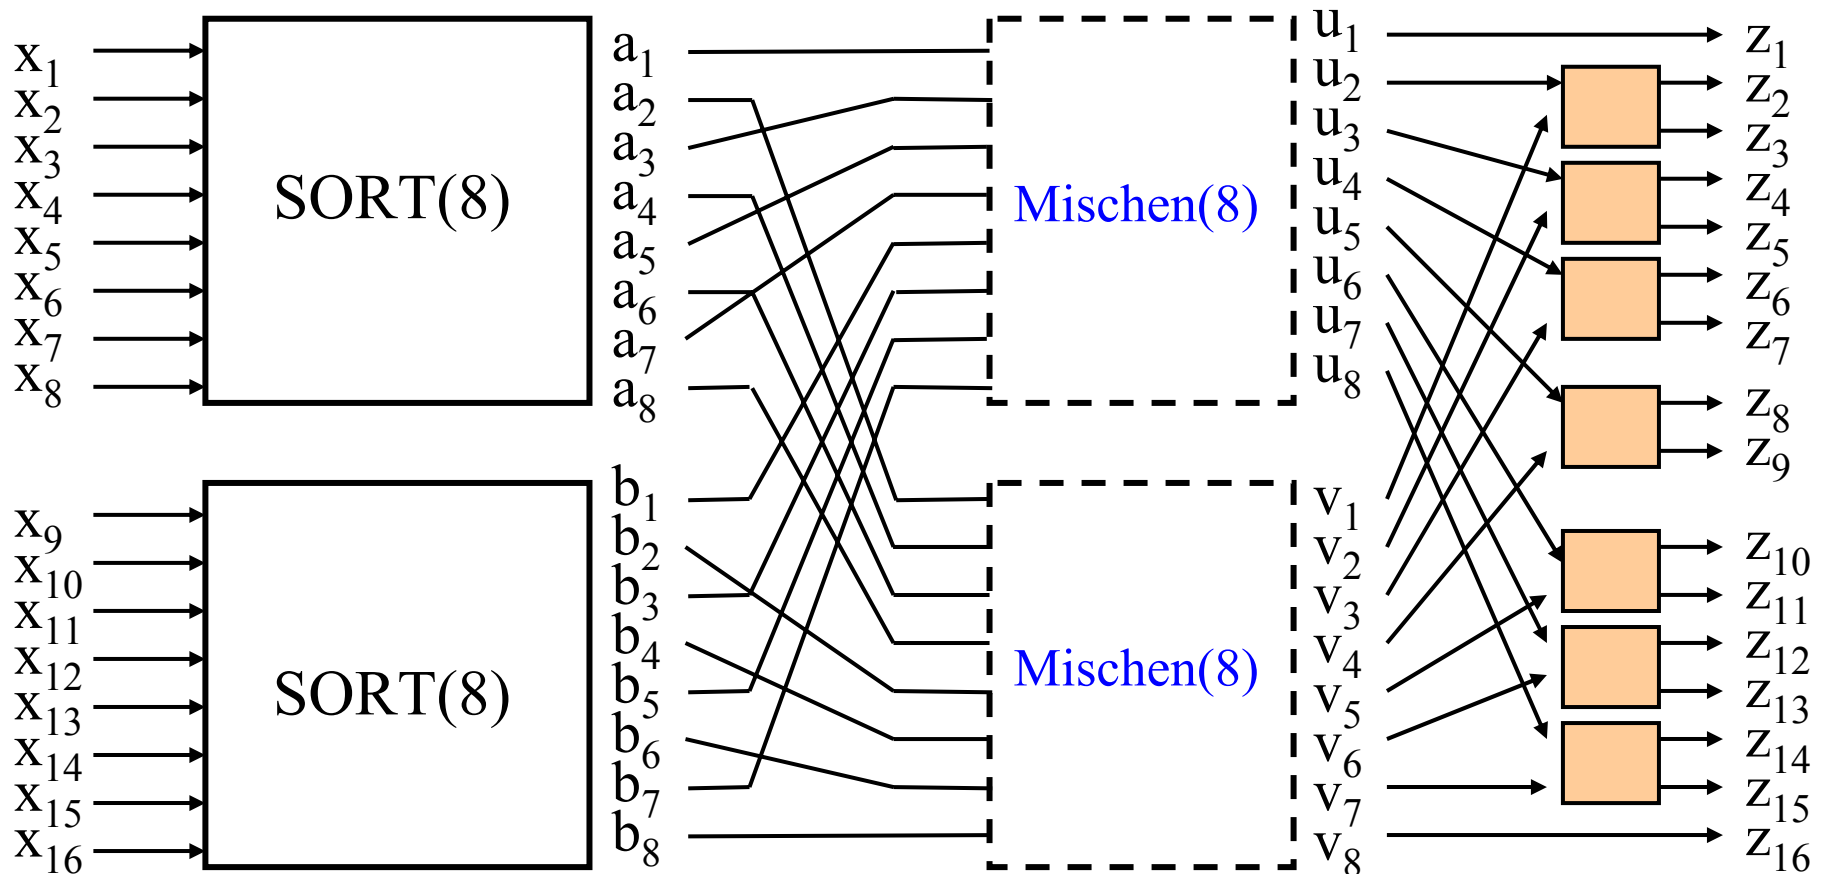 x₁
x₂
x₃
x₄
x₅
x₆
x₇
x₈
SORT(8)
a₁
a₂
a₃
a₄
a₅
a₆
a₇
a₈
Mischen(8)
u₁
u₂
u₃
u₄
u₅
u₆
u₇
u₈
x₉
x₁₀
x₁₁
x₁₂
x₁₃
x₁₄
x₁₅
x₁₆
SORT(8)
b₁
b₂
b₃
b₄
b₅
b₆
b₇
b₈
Mischen(8)
v₁
v₂
v₃
v₄
v₅
v₆
v₇
v₈
z₁
z₂
z₃
z₄
z₅
z₆
z₇
z₈
z₉
z₁₀
z₁₁
z₁₂
z₁₃
z₁₄
z₁₅
z₁₆